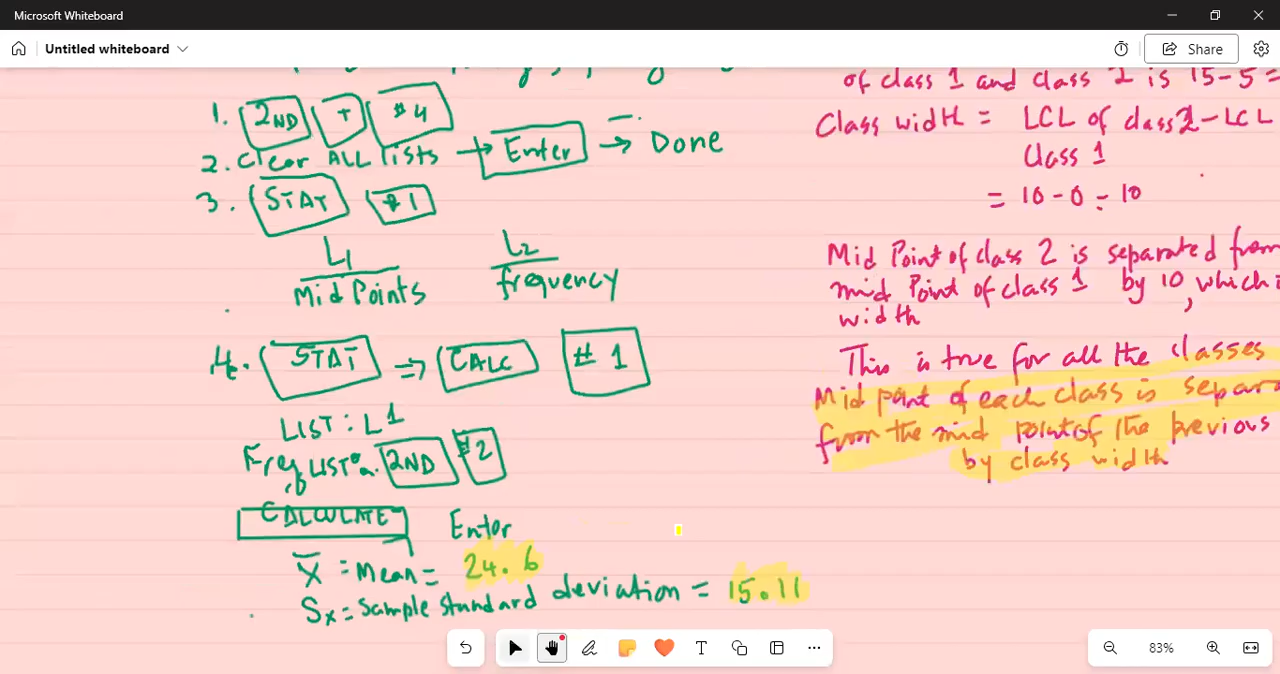 Microsoft Whiteboard
Untitled whiteboard
Share
1. 2ND + #4
2. Clear ALL lists → Enter → Done
3. STAT #1
L1 L2
Mid Points frequency
4. STAT ⇒ CALC #1
LIST : L1
Freq LIST : 2ND #2
CALCULATE Enter
x̄ = Mean = 24.6
Sx = Sample standard deviation = 15.11
of class 1 and class 2 is 15-5 =
Class width = LCL of class 2 - LCL
Class 1
= 10 - 0 = 10
Mid Point of class 2 is separated from
mid Point of class 1 by 10, which i
width
This is true for all the classes
Mid point of each class is separa
from the mid point of the previous
by class width
83%